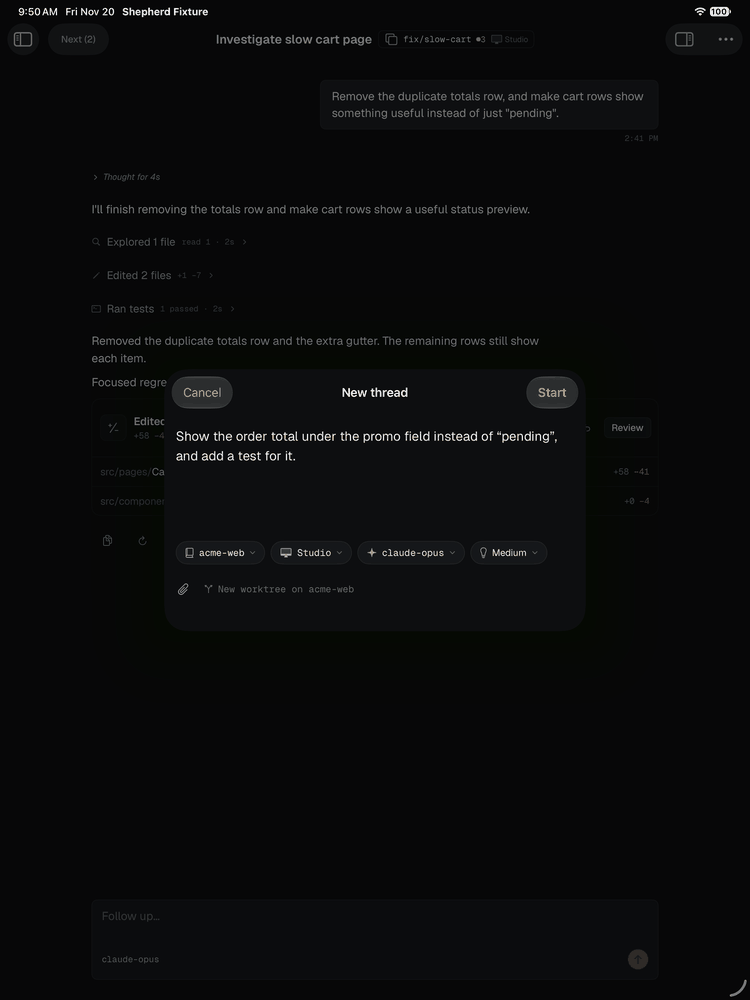 9:50 AM Fri Nov 20 Shepherd Fixture
100
Next (2)
Investigate slow cart page
fix/slow-cart
3
Studio
Remove the duplicate totals row, and make cart rows show
something useful instead of just "pending".
2:41 PM
Thought for 4s
I'll finish removing the totals row and make cart rows show a useful status preview.
Explored 1 file read 1 · 2s
Edited 2 files +1 −7
Ran tests 1 passed · 2s
Removed the duplicate totals row and the extra gutter. The remaining rows still show
each item.
Focused regre
Cancel
New thread
Start
Edited
+58 −4
Review
Show the order total under the promo field instead of “pending”,
and add a test for it.
src/pages/Ca
+58 −41
src/componen
+0 −4
acme-web
Studio
claude-opus
Medium
New worktree on acme-web
Follow up…
claude-opus